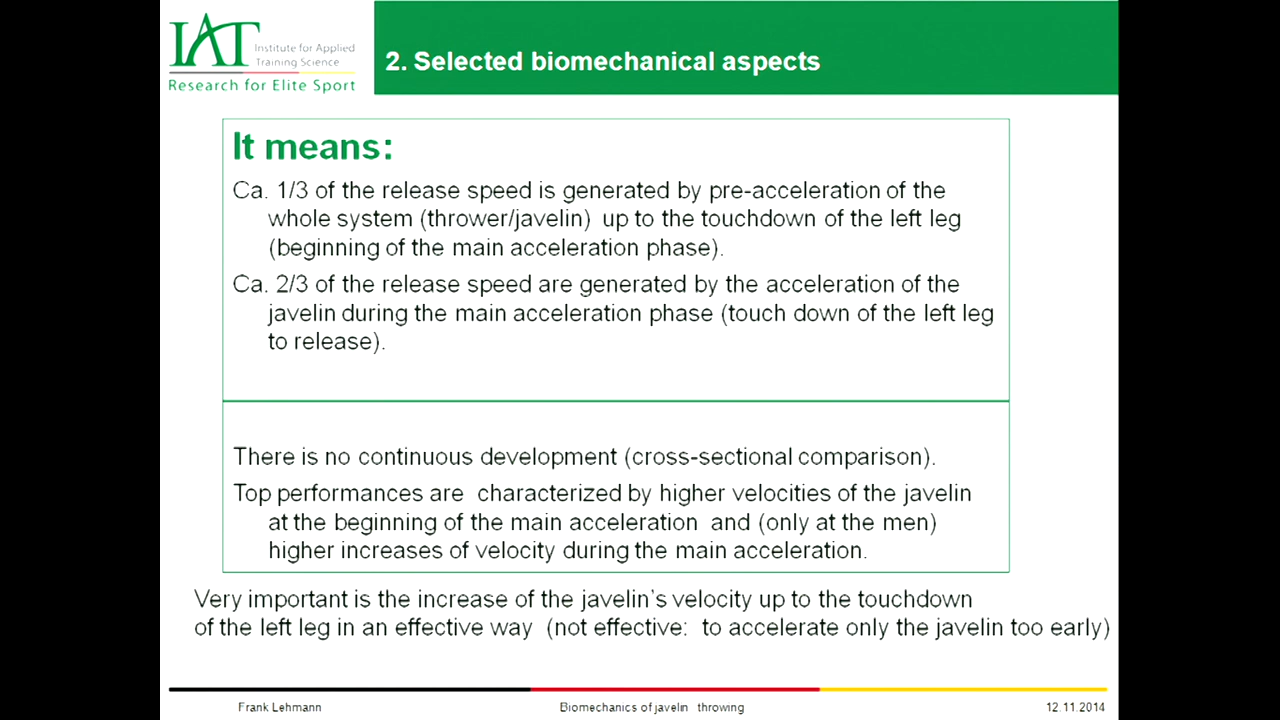 IAT
Institute for Applied
Training Science
Research for Elite Sport
2. Selected biomechanical aspects
It means:
Ca. 1/3 of the release speed is generated by pre-acceleration of the
whole system (thrower/javelin) up to the touchdown of the left leg
(beginning of the main acceleration phase).
Ca. 2/3 of the release speed are generated by the acceleration of the
javelin during the main acceleration phase (touch down of the left leg
to release).
There is no continuous development (cross-sectional comparison).
Top performances are characterized by higher velocities of the javelin
at the beginning of the main acceleration and (only at the men)
higher increases of velocity during the main acceleration.
Very important is the increase of the javelin's velocity up to the touchdown
of the left leg in an effective way (not effective: to accelerate only the javelin too early)
Frank Lehmann
Biomechanics of javelin throwing
12.11.2014